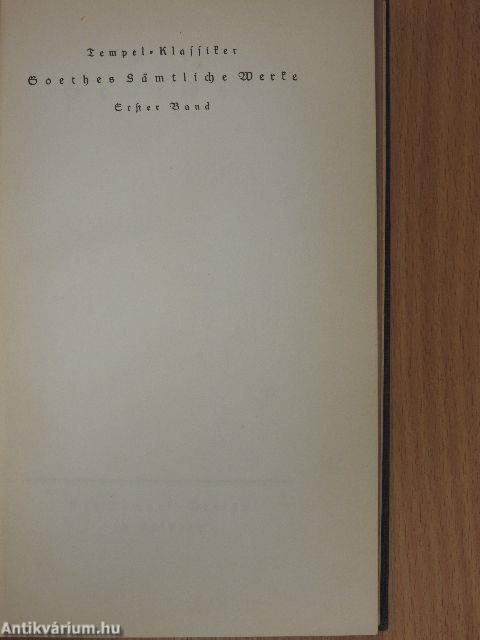 Tempel-Klassiker
Goethes Sämtliche Werke
Erster Band
Antikvárium.hu